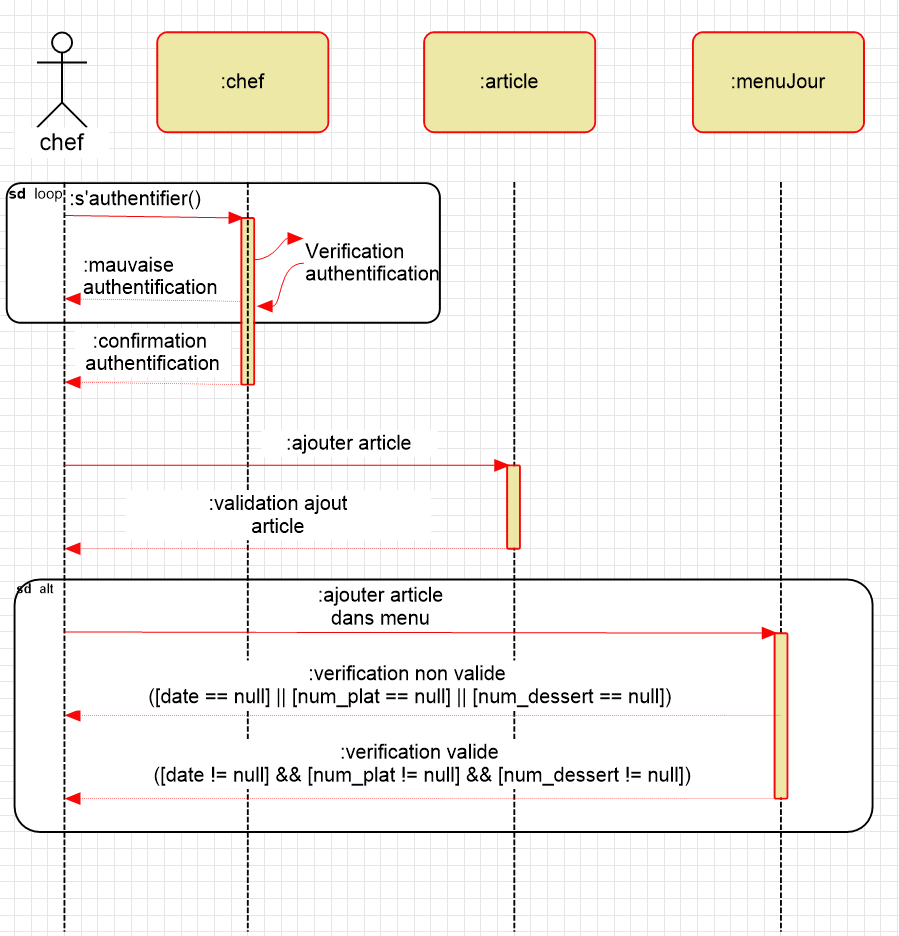 chef
:chef
:article
:menuJour
sd loop
:s'authentifier()
Verification
authentification
:mauvaise
authentification
:confirmation
authentification
:ajouter article
:validation ajout
article
sd alt
:ajouter article
dans menu
:verification non valide
([date == null] || [num_plat == null] || [num_dessert == null])
:verification valide
([date != null] && [num_plat != null] && [num_dessert != null])